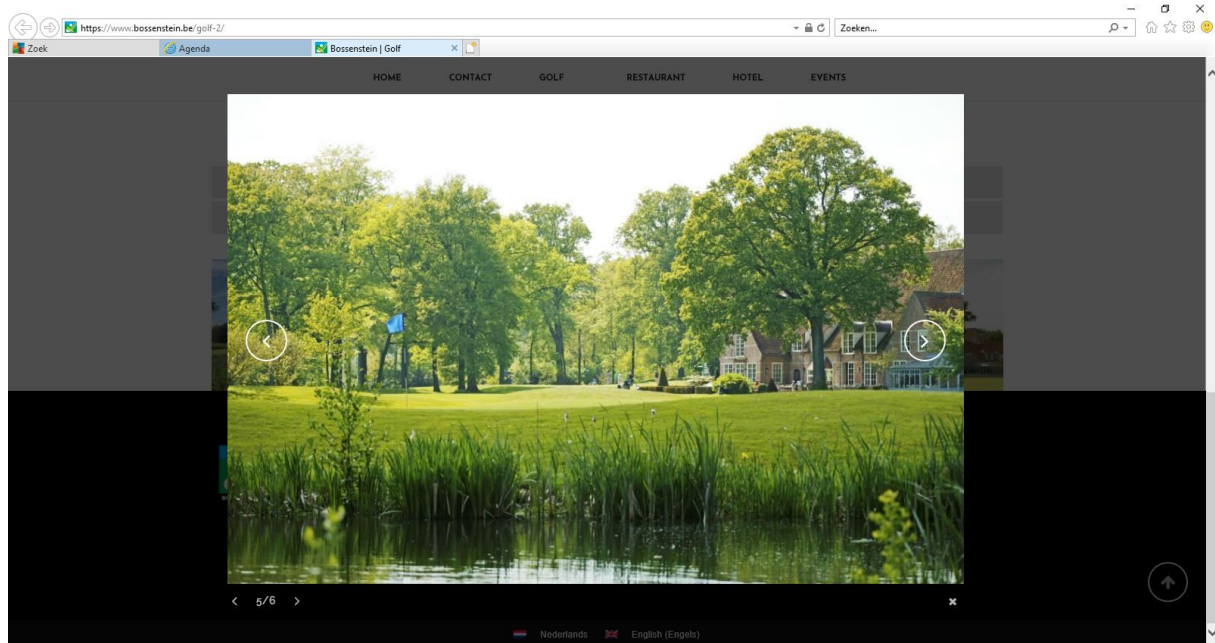 https://www.bossenstein.be/golf-2/
Zoeken...
Zoek
Agenda
Bossenstein | Golf
HOME CONTACT GOLF RESTAURANT HOTEL EVENTS
5/6
Nederlands English (Engels)